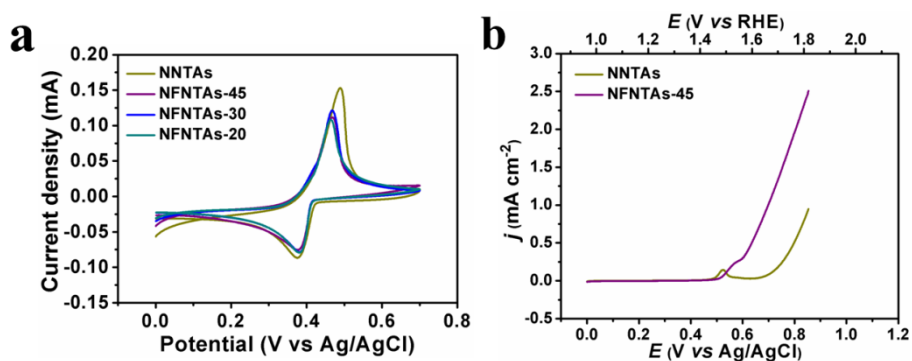 a
Current density (mA)
0.20
0.15
0.10
0.05
0.00
-0.05
-0.10
-0.15
NNTAs
NFNTAs-45
NFNTAs-30
NFNTAs-20
0.0 0.2 0.4 0.6 0.8
Potential (V vs Ag/AgCl)
b
E (V vs RHE)
1.0 1.2 1.4 1.6 1.8 2.0
j (mA cm-2)
3.0
2.5
2.0
1.5
1.0
0.5
0.0
-0.5
NNTAs
NFNTAs-45
0.0 0.2 0.4 0.6 0.8 1.0 1.2
E (V vs Ag/AgCl)